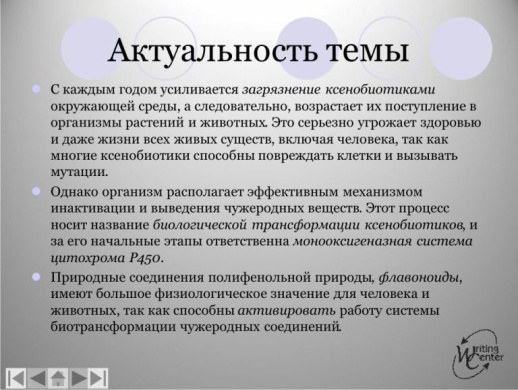 Актуальность темы
С каждым годом усиливается загрязнение ксенобиотиками
окружающей среды, а следовательно, возрастает их поступление в
организмы растений и животных. Это серьезно угрожает здоровью
и даже жизни всех живых существ, включая человека, так как
многие ксенобиотики способны повреждать клетки и вызывать
мутации.
Однако организм располагает эффективным механизмом
инактивации и выведения чужеродных веществ. Этот процесс
носит название биологической трансформации ксенобиотиков, и
за его начальные этапы ответственна монооксигеназная система
цитохрома Р450.
Природные соединения полифенольной природы, флавоноиды,
имеют большое физиологическое значение для человека и
животных, так как способны активировать работу системы
биотрансформации чужеродных соединений.
Writing
Center